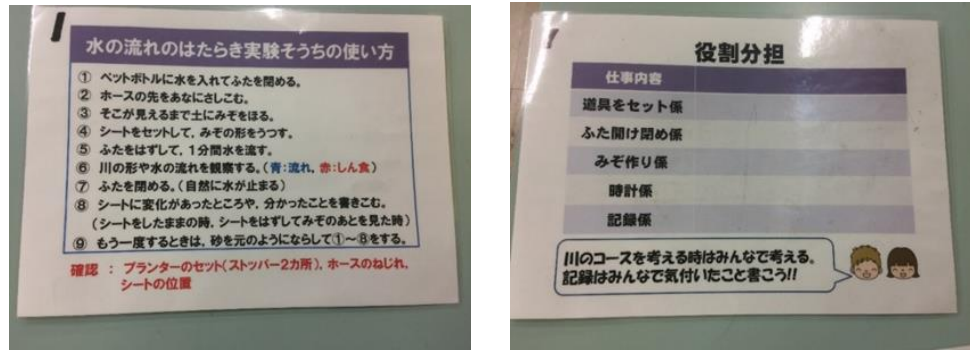 1
水の流れのはたらき実験そうちの使い方
① ペットボトルに水を入れてふたを閉める。
② ホースの先をあなにさしこむ。
③ そこが見えるまで土にみぞをほる。
④ シートをセットして，みぞの形をうつす。
⑤ ふたをはずして，1分間水を流す。
⑥ 川の形や水の流れを観察する。(青：流れ，赤：しん食)
⑦ ふたを閉める。(自然に水が止まる)
⑧ シートに変化があったところや，分かったことを書きこむ。
(シートをしたままの時，シートをはずしてみぞのあとを見た時)
⑨ もう一度するときは，砂を元のようにならして①～⑧をする。
確認 ： プランターのセット(ストッパー2カ所)，ホースのねじれ，
シートの位置
1
役割分担
仕事内容
道具をセット係
ふた開け閉め係
みぞ作り係
時計係
記録係
川のコースを考える時はみんなで考える。
記録はみんなで気付いたこと書こう!!